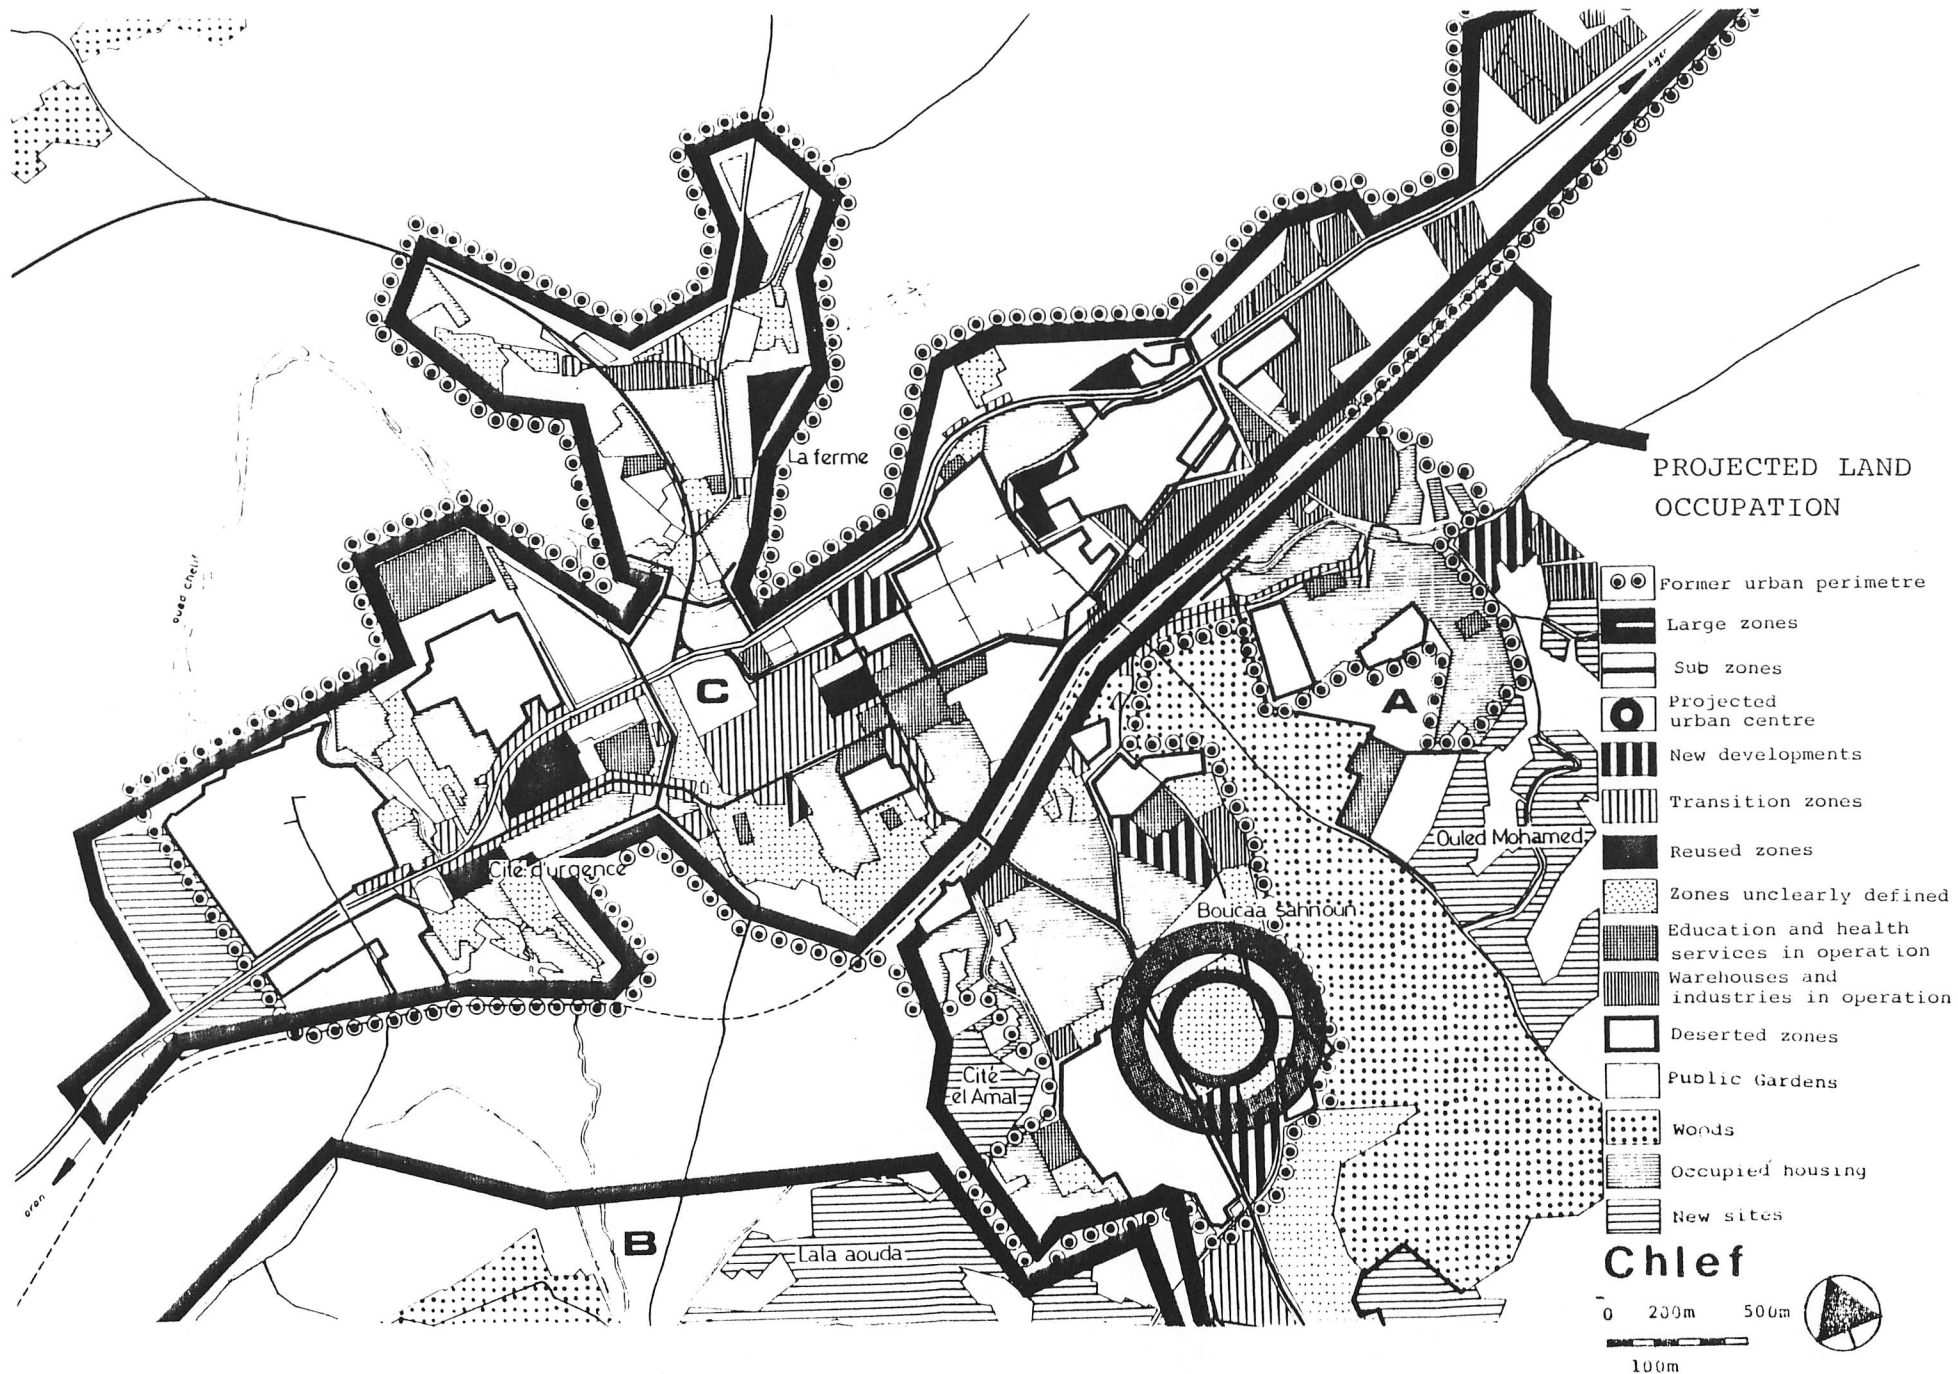 Alger
La ferme
Oued cheliff
C
A
Cité d'urgence
Ouled Mohamed
Boucaa Sahnoun
Cité
el Amal
oron
B
Lala aouda
PROJECTED LAND
OCCUPATION
Former urban perimetre
Large zones
Sub zones
Projected
urban centre
New developments
Transition zones
Reused zones
Zones unclearly defined
Education and health
services in operation
Warehouses and
industries in operation
Deserted zones
Public Gardens
Woods
Occupied housing
New sites
Chlef
0 200m 500m
100m